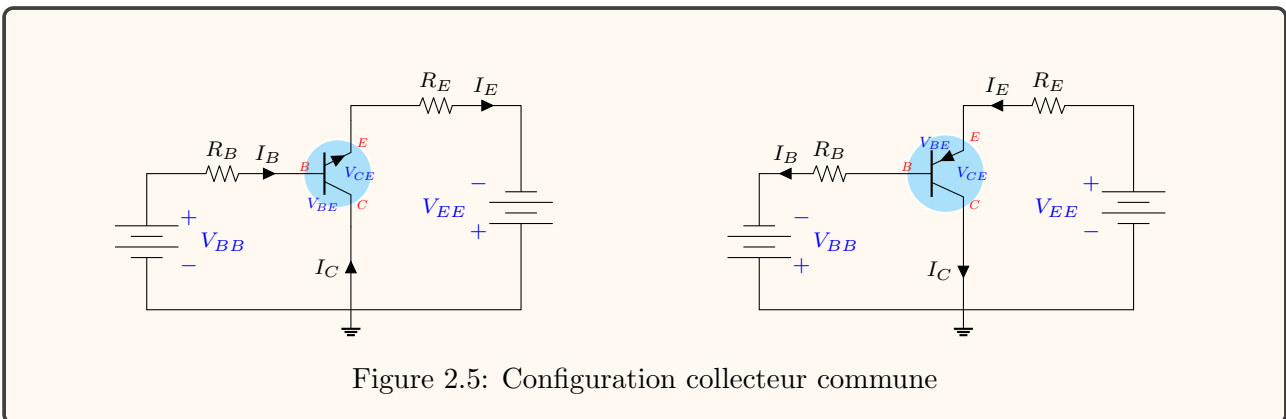 R_E I_E
R_B I_B
B E V_CE
V_BE C
+ V_BB −
− V_EE +
I_C
I_E R_E
I_B R_B
V_BE E
B V_CE
C
− V_BB +
+ V_EE −
I_C
Figure 2.5: Configuration collecteur commune